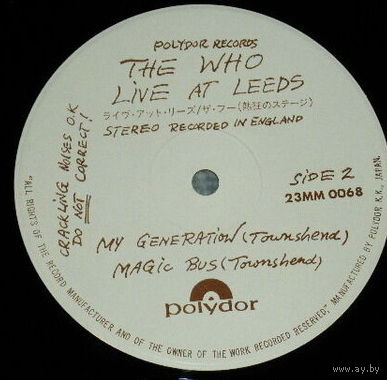 POLYDOR RECORDS
THE WHO
LIVE AT LEEDS
ライヴ・アット・リーズ/ザ・フー(熱狂のステージ)
STEREO RECORDED IN ENGLAND
CRACKLING NOISES O.K
DO NOT CORRECT!
SIDE 2
23MM 0068
MY GENERATION (Townshend)
MAGIC BUS (Townshend)
polydor
"ALL RIGHTS OF THE RECORD MANUFACTURER AND OF THE OWNER OF THE WORK RECORDED RESERVED," MANUFACTURED BY POLYDOR K.K., JAPAN.
www.ay.by